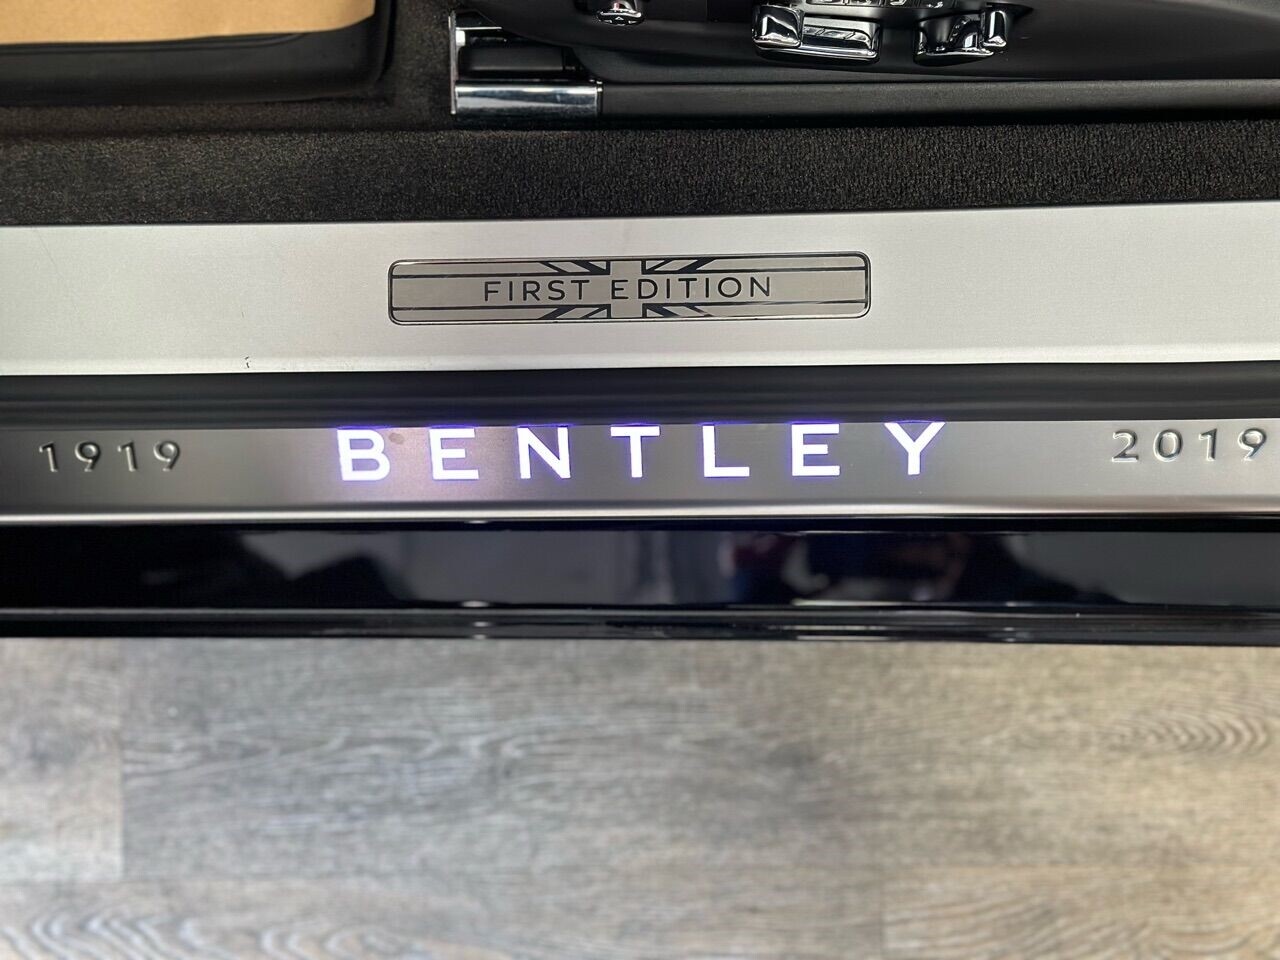 FIRST EDITION
1919 BENTLEY 2019